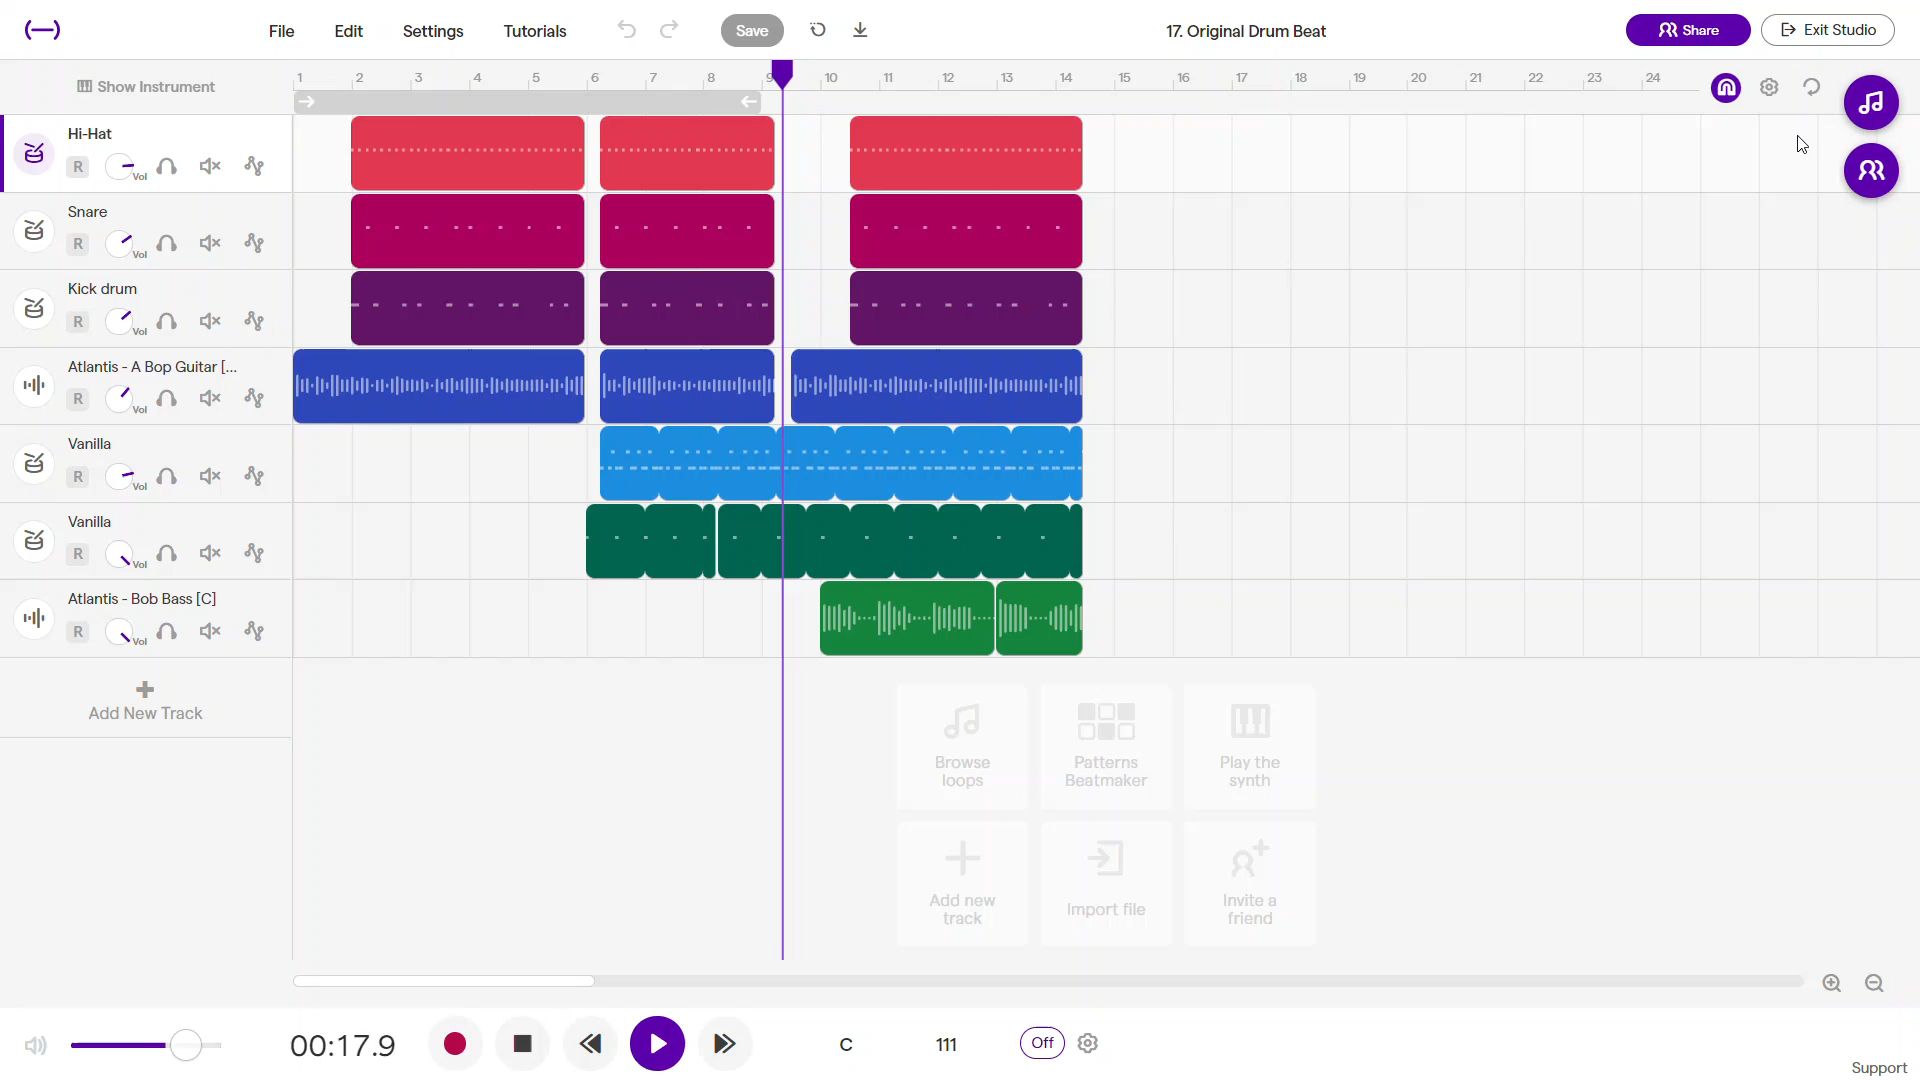 File Edit Settings Tutorials Save 17. Original Drum Beat Share Exit Studio
Show Instrument 1 2 3 4 5 6 7 8 9 10 11 12 13 14 15 16 17 18 19 20 21 22 23 24
Hi-Hat
R Vol
Snare
R Vol
Kick drum
R Vol
Atlantis - A Bop Guitar [...
R Vol
Vanilla
R Vol
Vanilla
R Vol
Atlantis - Bob Bass [C]
R Vol
Add New Track
Browse
loops
Patterns
Beatmaker
Play the
synth
Add new
track
Import file
Invite a
friend
00:17.9 C 111 Off
Support